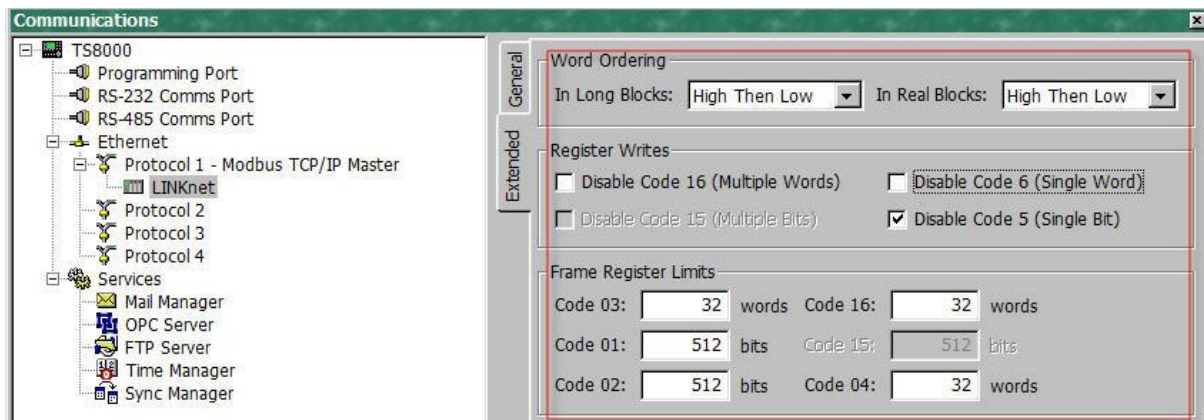 Communications
TS8000
Programming Port
RS-232 Comms Port
RS-485 Comms Port
Ethernet
Protocol 1 - Modbus TCP/IP Master
LINKnet
Protocol 2
Protocol 3
Protocol 4
Services
Mail Manager
OPC Server
FTP Server
Time Manager
Sync Manager
General
Extended
Word Ordering
In Long Blocks: High Then Low In Real Blocks: High Then Low
Register Writes
Disable Code 16 (Multiple Words) Disable Code 6 (Single Word)
Disable Code 15 (Multiple Bits) Disable Code 5 (Single Bit)
Frame Register Limits
Code 03: 32 words Code 16: 32 words
Code 01: 512 bits Code 15: 512 bits
Code 02: 512 bits Code 04: 32 words